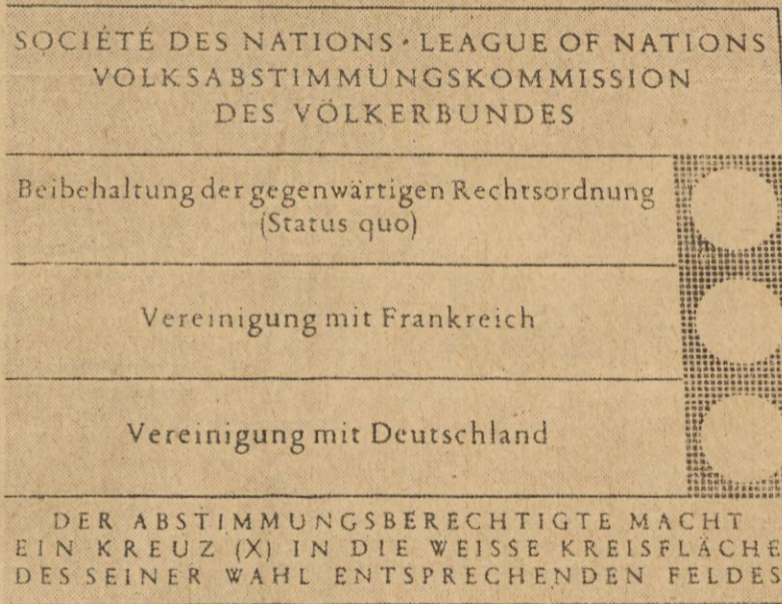 SOCIÉTÉ DES NATIONS · LEAGUE OF NATIONS
VOLKSABSTIMMUNGSKOMMISSION
DES VÖLKERBUNDES
Beibehaltung der gegenwärtigen Rechtsordnung
(Status quo)
Vereinigung mit Frankreich
Vereinigung mit Deutschland
DER ABSTIMMUNGSBERECHTIGTE MACHT
EIN KREUZ (X) IN DIE WEISSE KREISFLÄCHE
DES SEINER WAHL ENTSPRECHENDEN FELDES